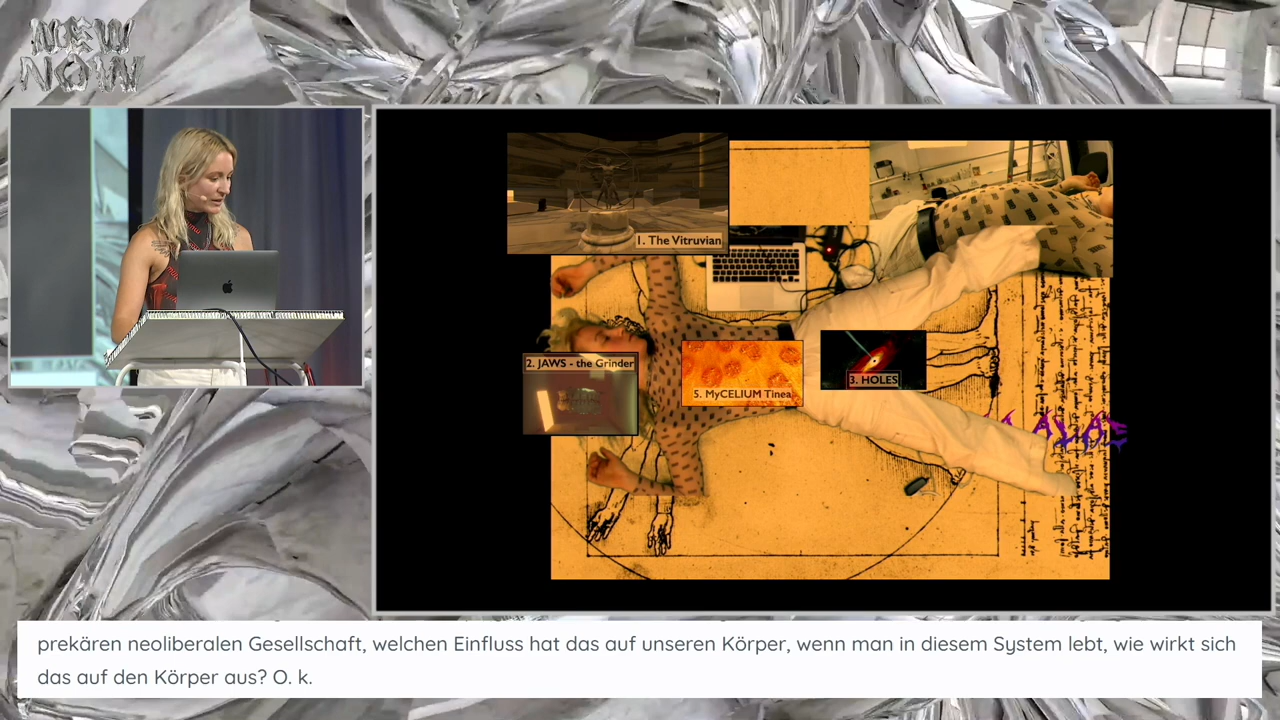 NEW
NOW
1. The Vitruvian
2. JAWS - the Grinder
5. MyCELIUM Tinea
3. HOLES
prekären neoliberalen Gesellschaft, welchen Einfluss hat das auf unseren Körper, wenn man in diesem System lebt, wie wirkt sich
das auf den Körper aus? O. k.